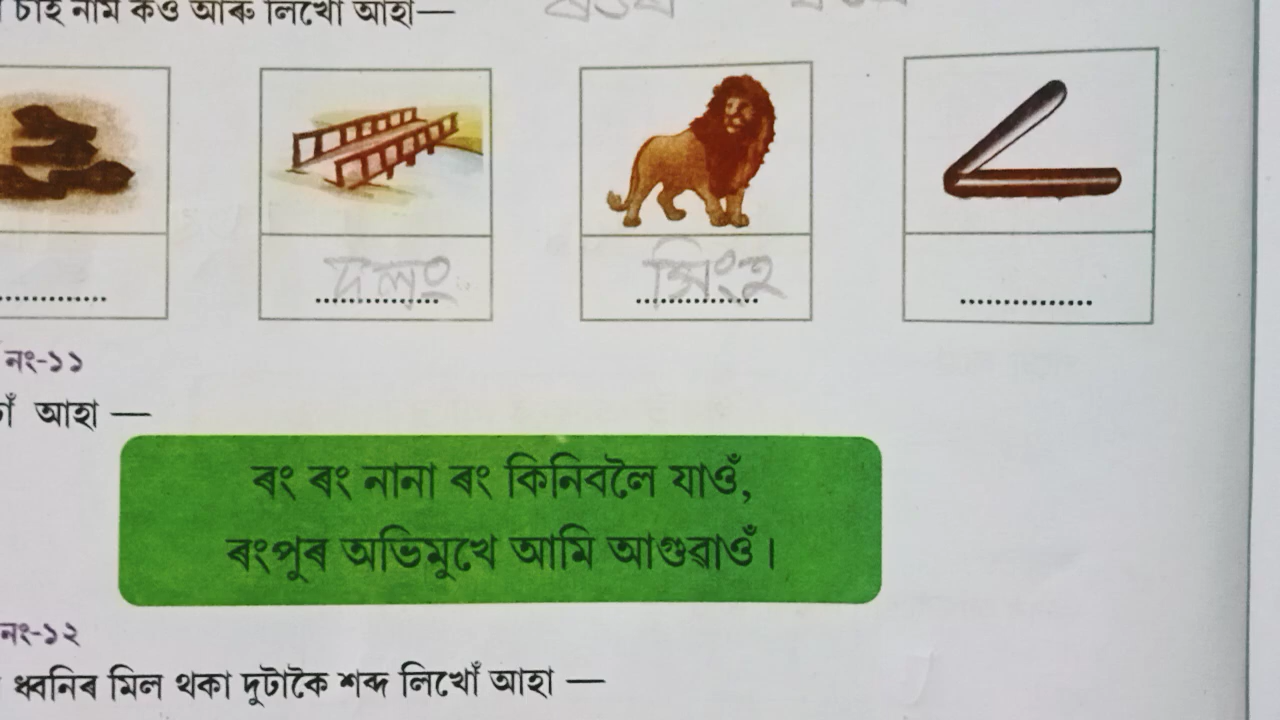 চাই নাম কও আৰু লিখোঁ আহা—
দলং
সিংহ
নং-১১
আহা —
ৰং ৰং নানা ৰং কিনিবলৈ যাওঁ,
ৰংপুৰ অভিমুখে আমি আগুৱাওঁ।
নং-১২
ধ্বনিৰ মিল থকা দুটাকৈ শব্দ লিখোঁ আহা —